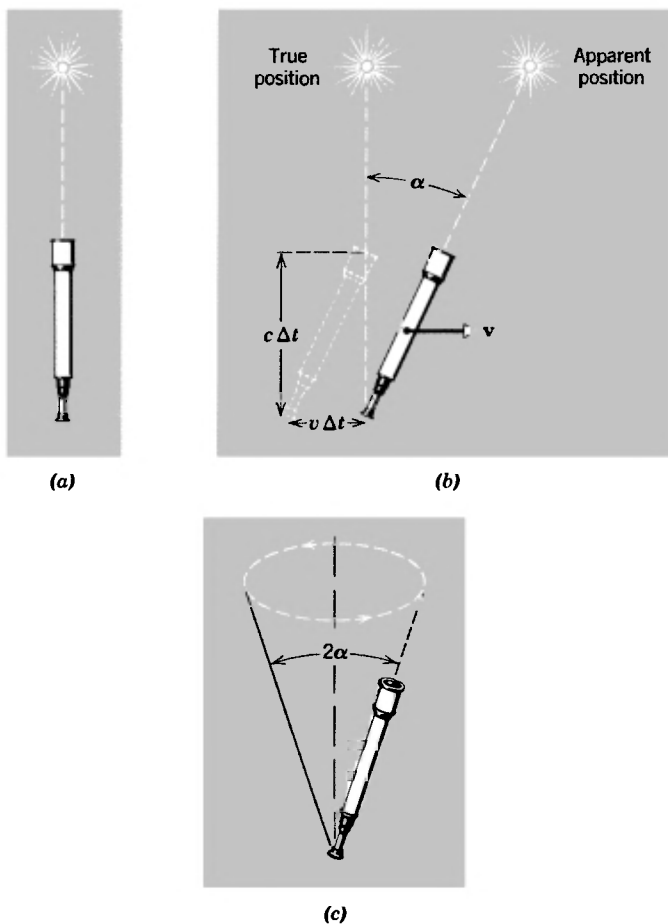 True
position
Apparent
position
α
c Δt
v
v Δt
(a)
(b)
2α
(c)